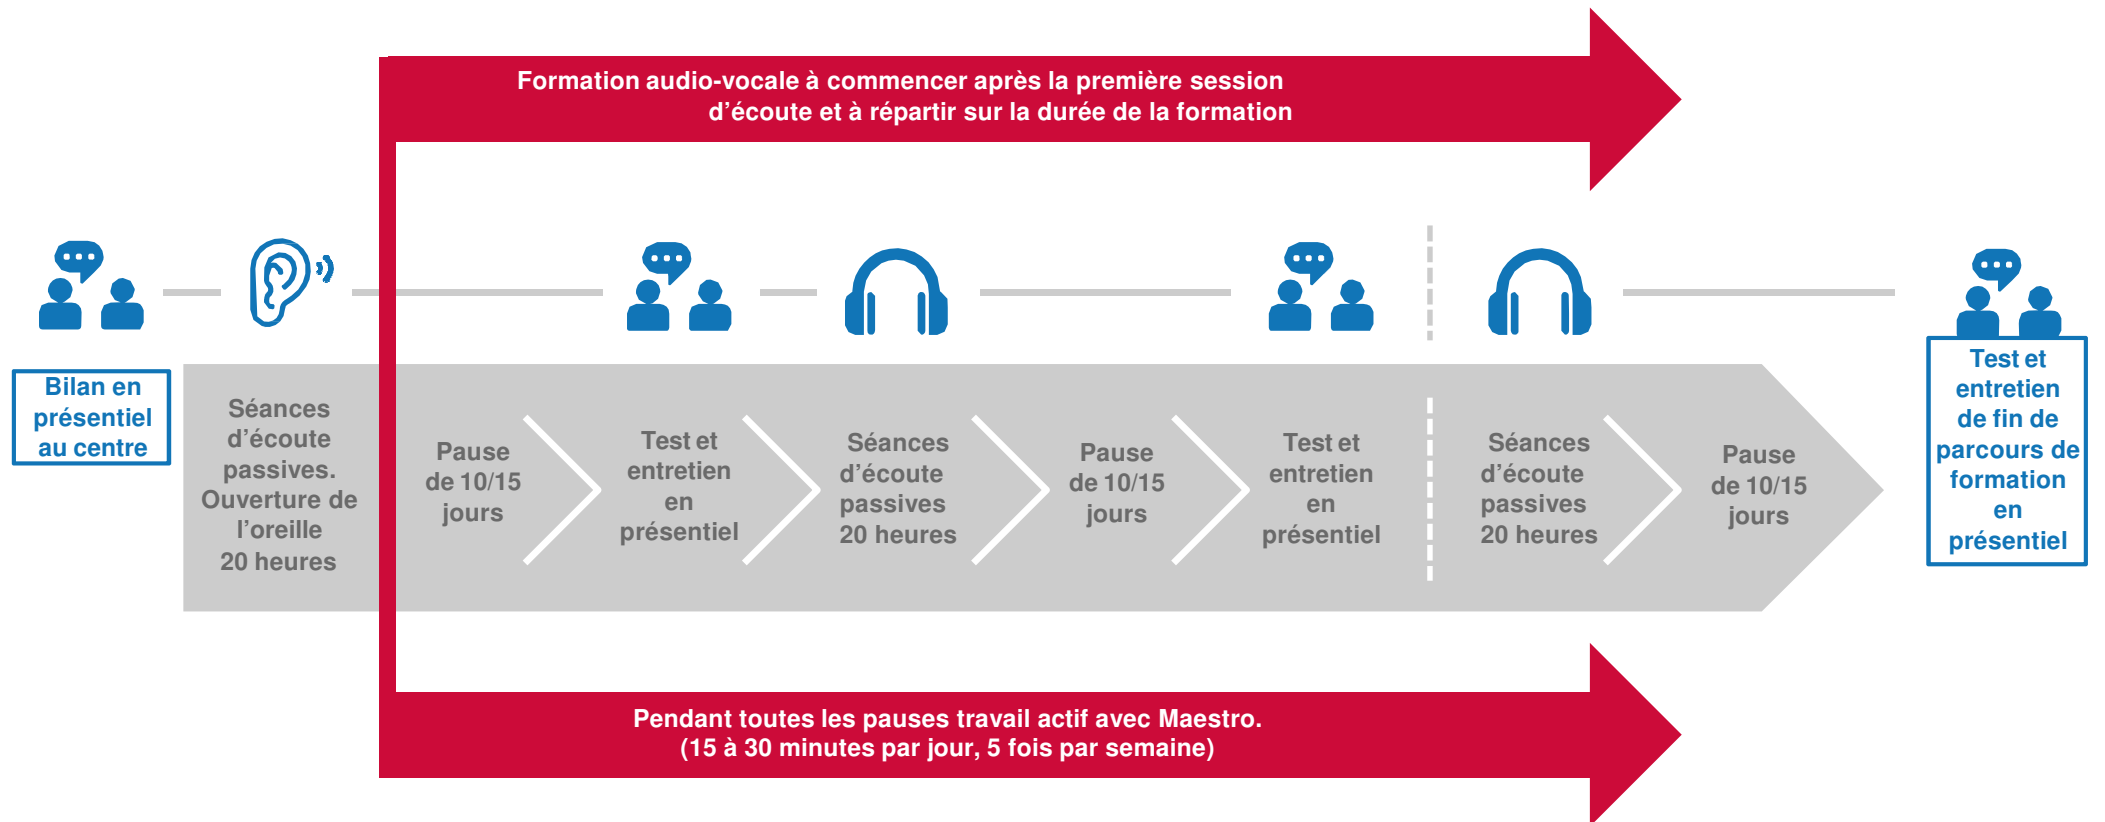 Formation audio-vocale à commencer après la première session
d’écoute et à répartir sur la durée de la formation
Bilan en
présentiel
au centre
Séances
d’écoute
passives.
Ouverture de
l’oreille
20 heures
Pause
de 10/15
jours
Test et
entretien
en
présentiel
Séances
d’écoute
passives
20 heures
Pause
de 10/15
jours
Test et
entretien
en
présentiel
Séances
d’écoute
passives
20 heures
Pause
de 10/15
jours
Test et
entretien
de fin de
parcours de
formation
en
présentiel
Pendant toutes les pauses travail actif avec Maestro.
(15 à 30 minutes par jour, 5 fois par semaine)